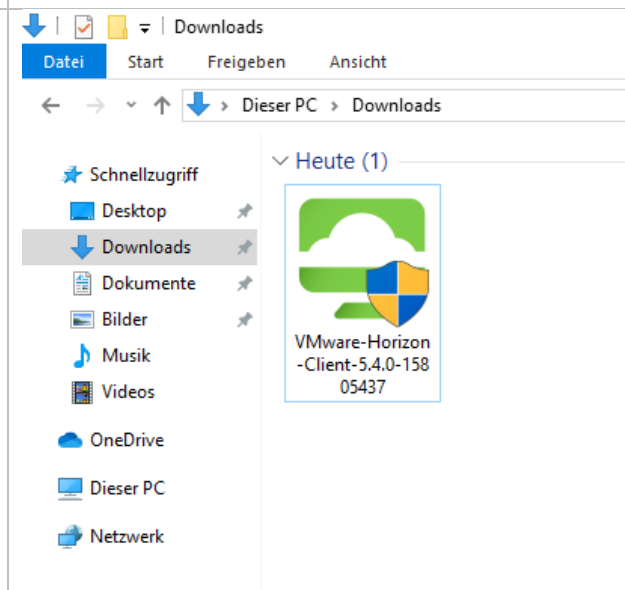 Downloads
Datei Start Freigeben Ansicht
Dieser PC Downloads
Schnellzugriff
Desktop
Downloads
Dokumente
Bilder
Musik
Videos
OneDrive
Dieser PC
Netzwerk
Heute (1)
VMware-Horizon
-Client-5.4.0-158
05437